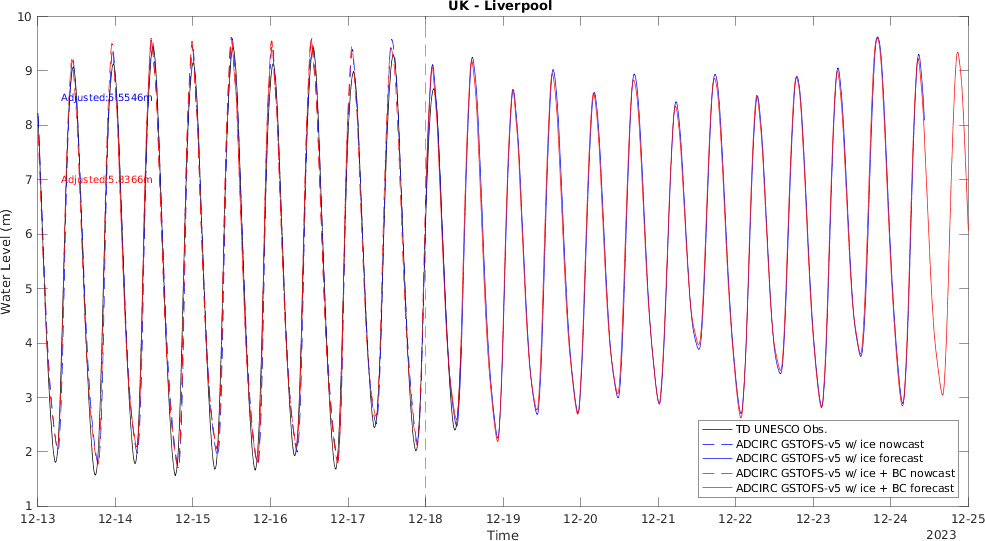 UK - Liverpool
10
9
8
7
6
5
4
3
2
1
Water Level (m)
Adjusted:5.5546m
Adjusted:5.8366m
TD UNESCO Obs.
ADCIRC GSTOFS-v5 w/ ice nowcast
ADCIRC GSTOFS-v5 w/ ice forecast
ADCIRC GSTOFS-v5 w/ ice + BC nowcast
ADCIRC GSTOFS-v5 w/ ice + BC forecast
12-13 12-14 12-15 12-16 12-17 12-18 12-19 12-20 12-21 12-22 12-23 12-24 12-25
Time
2023